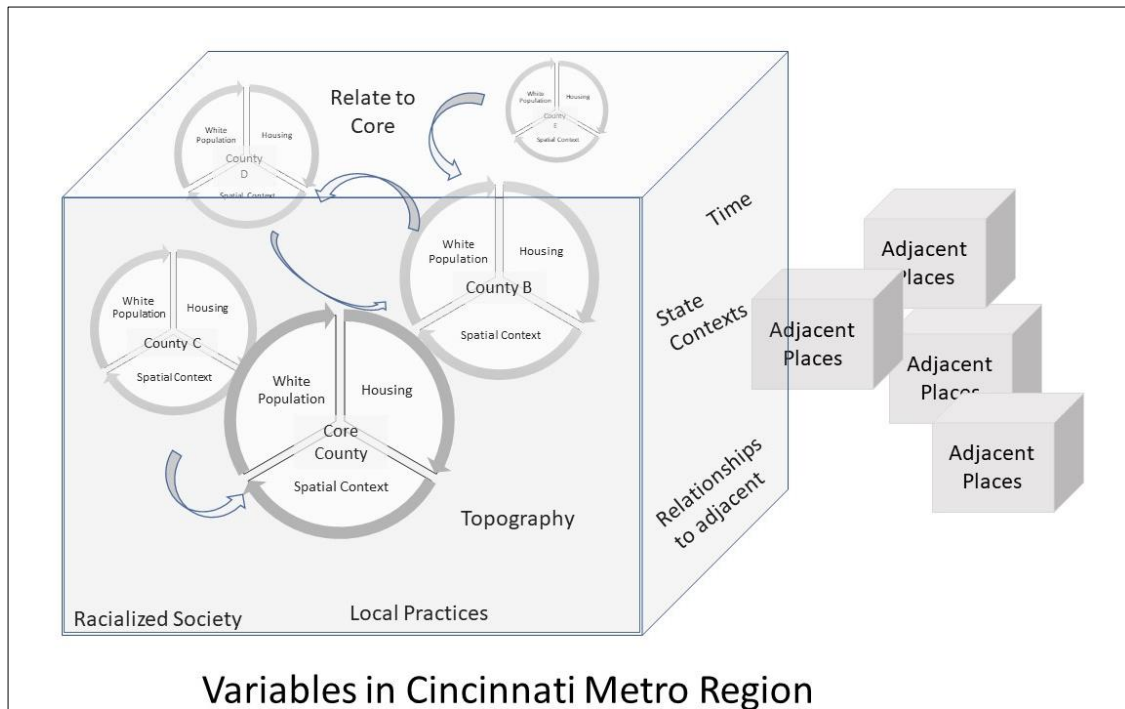 Relate to
Core
White
Population
Housing
County
E
Spatial Context
White
Population
Housing
County
D
Spatial Context
White
Population
Housing
County B
Spatial Context
White
Population
Housing
County C
Spatial Context
White
Population
Housing
Core
County
Spatial Context
Topography
Racialized Society
Local Practices
Time
State
Contexts
Relationships
to adjacent
Adjacent
Places
Adjacent
Places
Adjacent
Places
Adjacent
Places
Variables in Cincinnati Metro Region